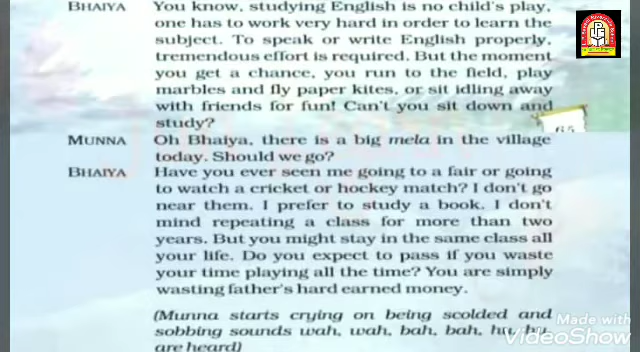 BHAIYA You know, studying English is no child's play,
one has to work very hard in order to learn the
subject. To speak or write English properly,
tremendous effort is required. But the moment
you get a chance, you run to the field, play
marbles and fly paper kites, or sit idling away
with friends for fun! Can't you sit down and
study?
65
MUNNA Oh Bhaiya, there is a big mela in the village
today. Should we go?
BHAIYA Have you ever seen me going to a fair or going
to watch a cricket or hockey match? I don't go
near them. I prefer to study a book. I don't
mind repeating a class for more than two
years. But you might stay in the same class all
your life. Do you expect to pass if you waste
your time playing all the time? You are simply
wasting father's hard earned money.
(Munna starts crying on being scolded and
sobbing sounds wah, wah, bah, bah, hu, hu
are heard)
Made with
VideoShow